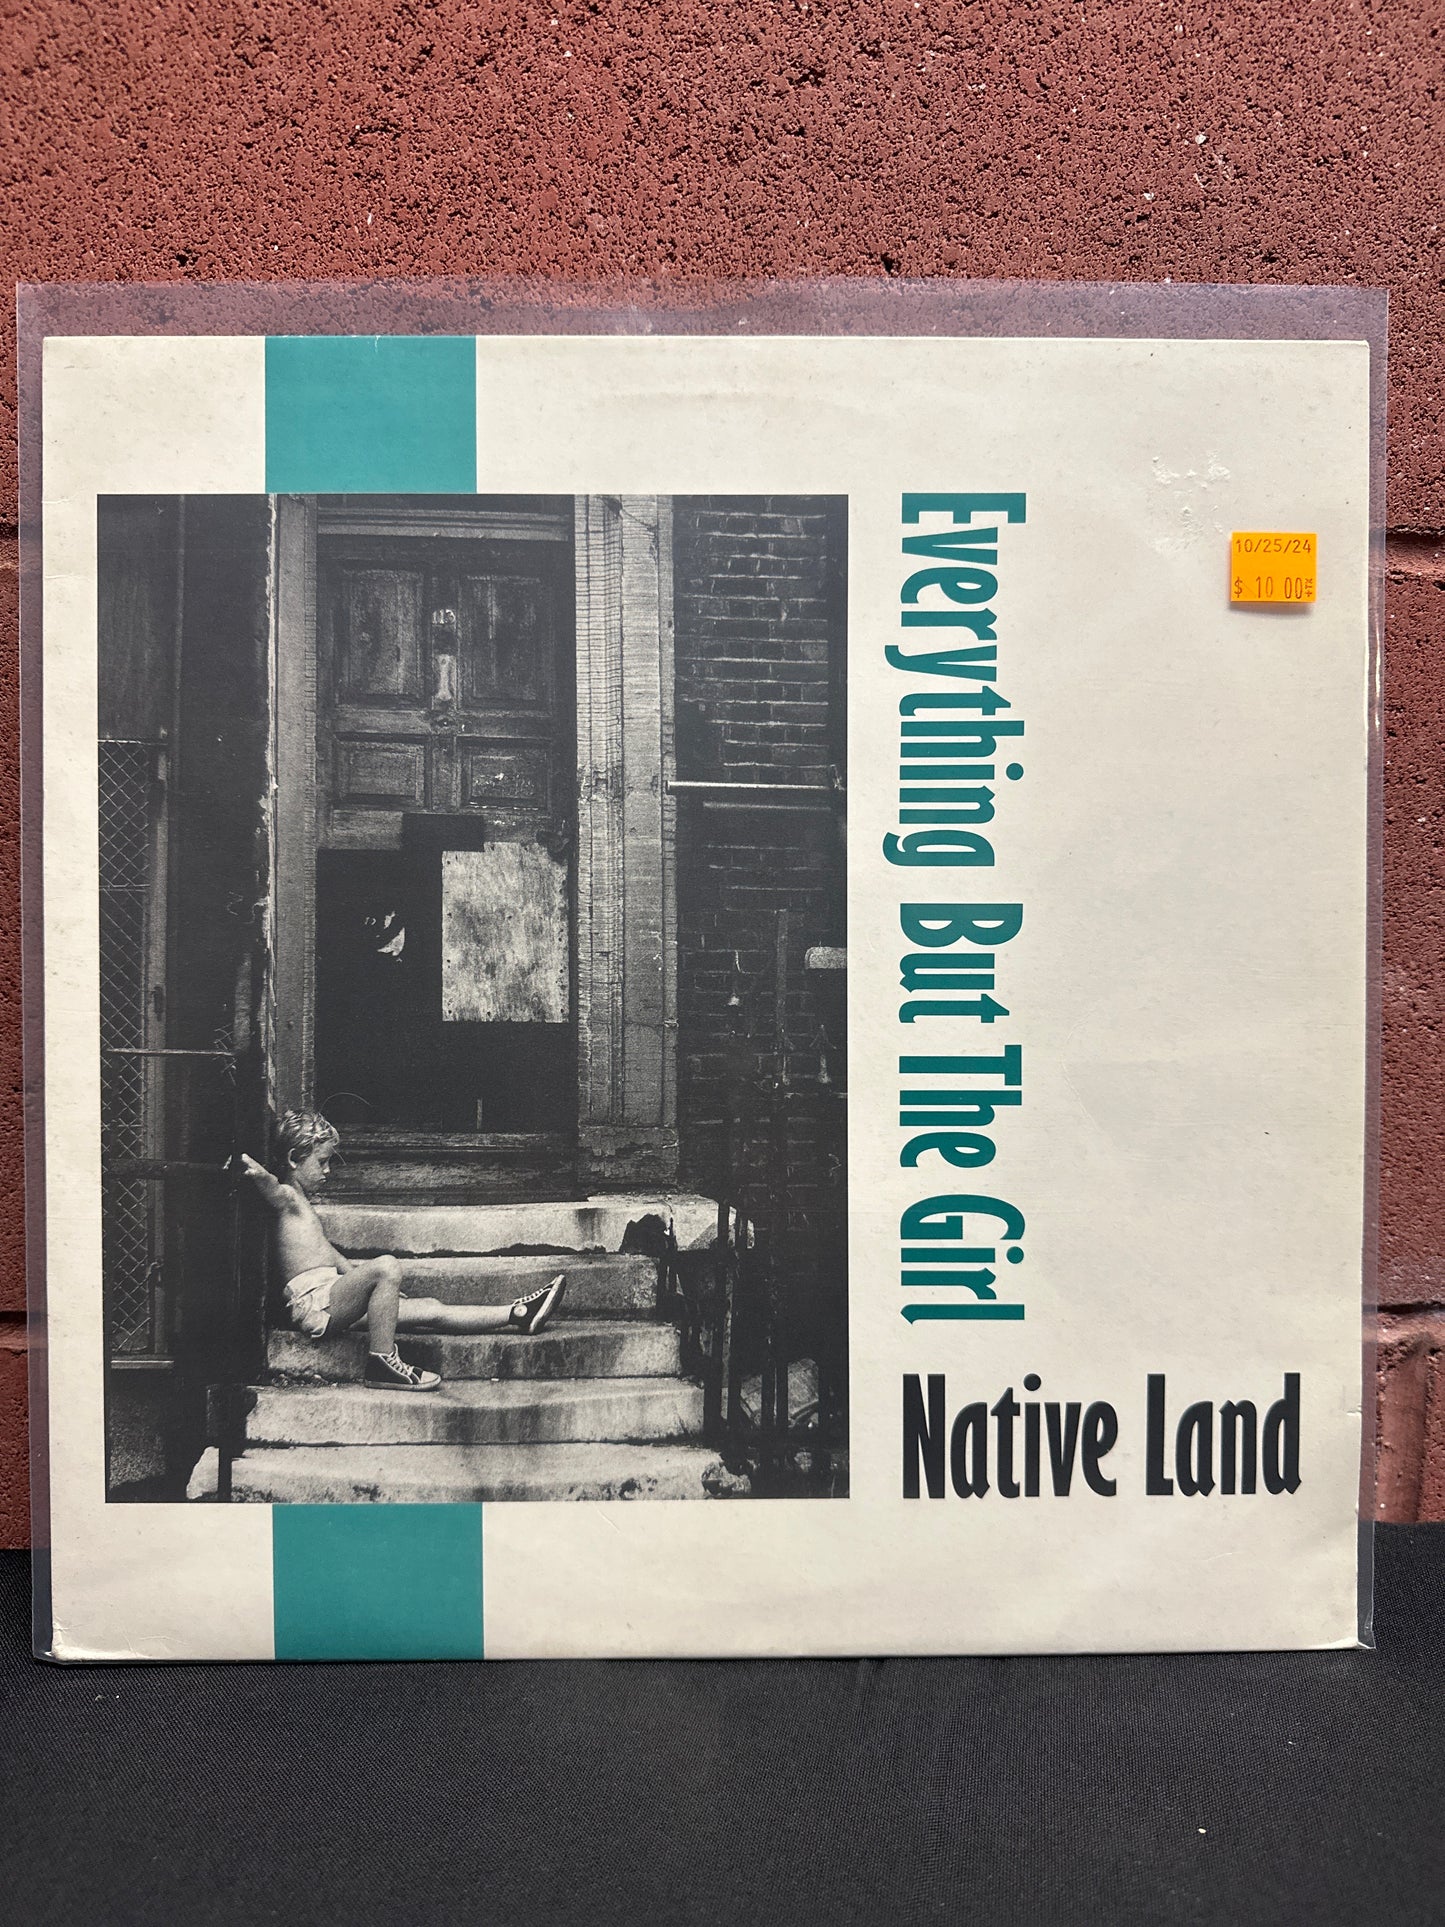 Everything But The Girl
Native Land
10/25/24
$ 10.00